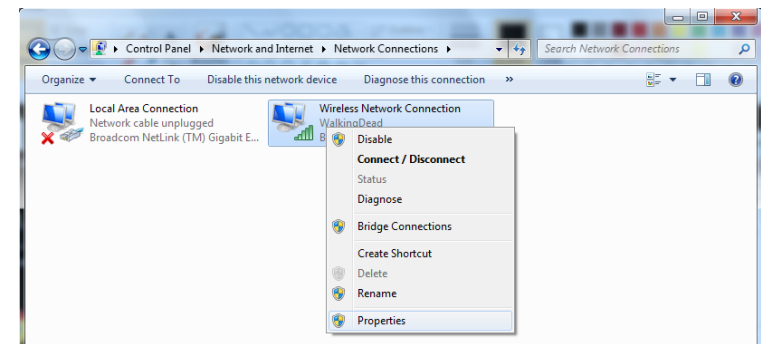 Control Panel Network and Internet Network Connections
Search Network Connections
Organize Connect To Disable this network device Diagnose this connection »
Local Area Connection
Network cable unplugged
Broadcom NetLink (TM) Gigabit E...
Wireless Network Connection
WalkingDead
B
Disable
Connect / Disconnect
Status
Diagnose
Bridge Connections
Create Shortcut
Delete
Rename
Properties